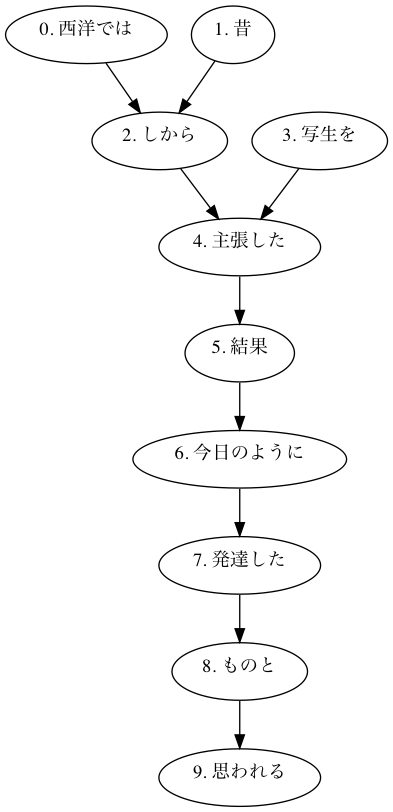 0. 西洋では
1. 昔
2. しから
3. 写生を
4. 主張した
5. 結果
6. 今日のように
7. 発達した
8. ものと
9. 思われる